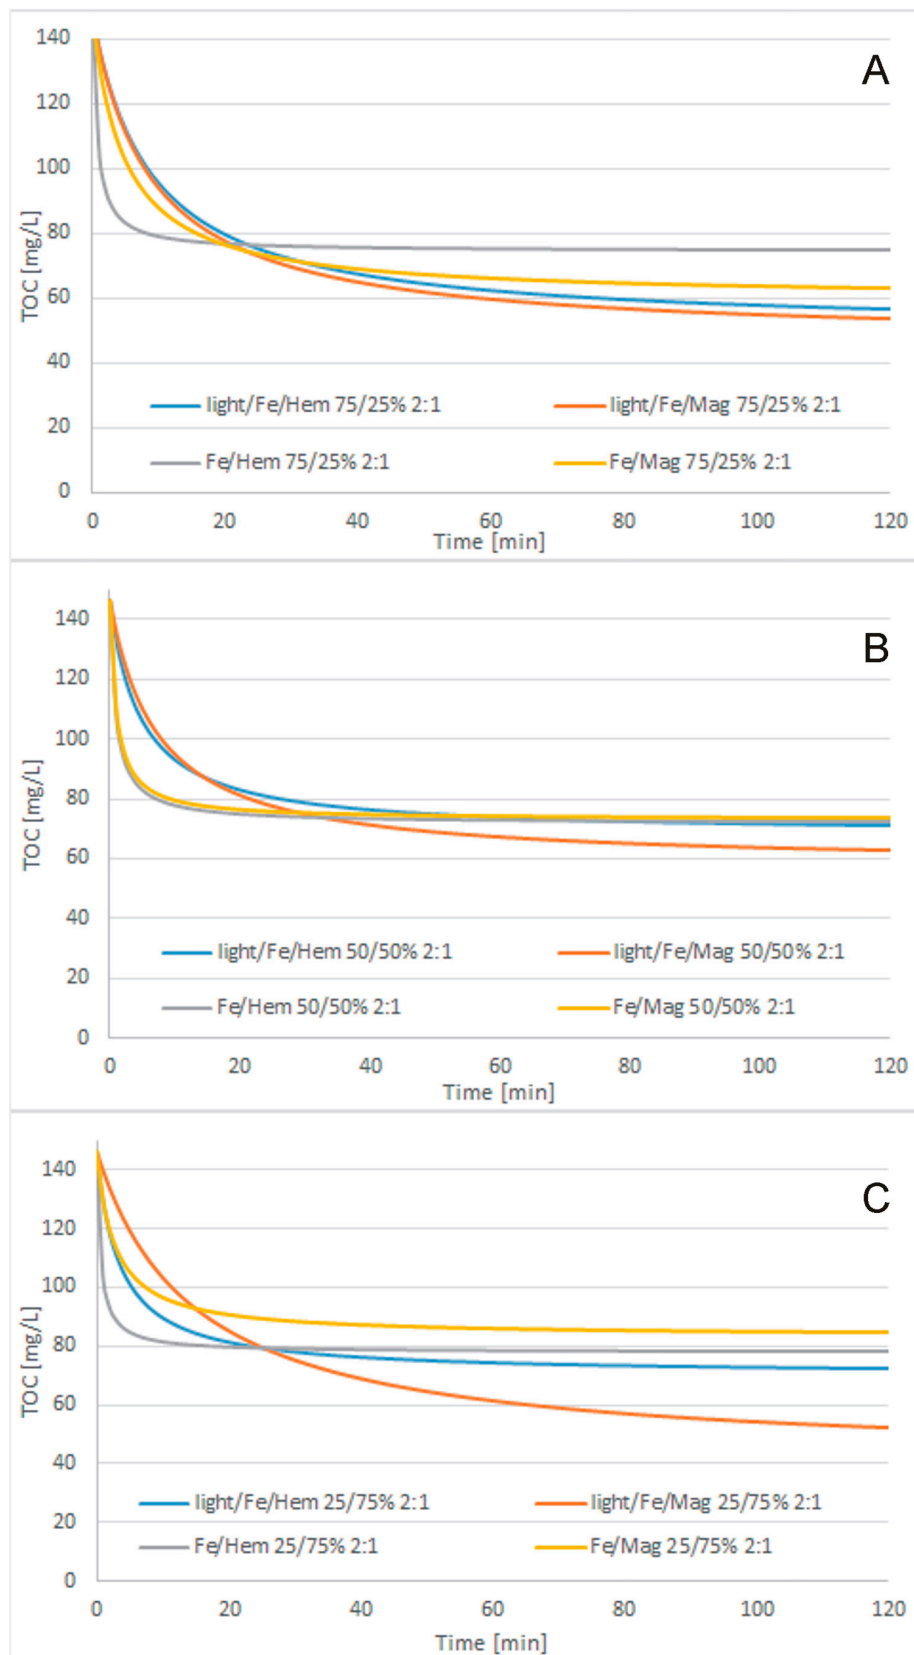 A
140
120
100
80
60
40
20
0
TOC [mg/L]
light/Fe/Hem 75/25% 2:1 light/Fe/Mag 75/25% 2:1
Fe/Hem 75/25% 2:1 Fe/Mag 75/25% 2:1
0 20 40 60 80 100 120
Time [min]
B
140
120
100
80
60
40
20
0
TOC [mg/L]
light/Fe/Hem 50/50% 2:1 light/Fe/Mag 50/50% 2:1
Fe/Hem 50/50% 2:1 Fe/Mag 50/50% 2:1
0 20 40 60 80 100 120
Time [min]
C
140
120
100
80
60
40
20
0
TOC [mg/L]
light/Fe/Hem 25/75% 2:1 light/Fe/Mag 25/75% 2:1
Fe/Hem 25/75% 2:1 Fe/Mag 25/75% 2:1
0 20 40 60 80 100 120
Time [min]